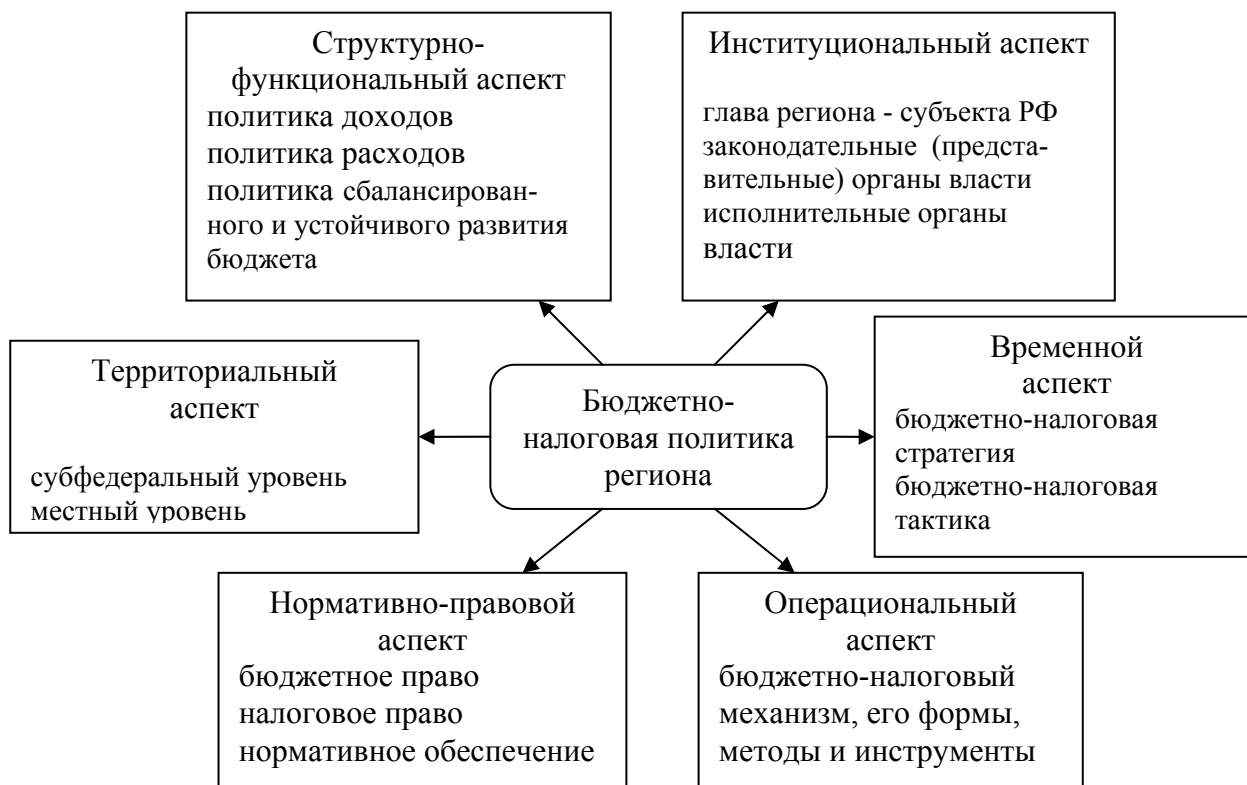 Структурно-
функциональный аспект
политика доходов
политика расходов
политика сбалансирован-
ного и устойчивого развития
бюджета
Институциональный аспект
глава региона - субъекта РФ
законодательные (предста-
вительные) органы власти
исполнительные органы
власти
Территориальный
аспект
субфедеральный уровень
местный уровень
Бюджетно-
налоговая политика
региона
Временной
аспект
бюджетно-налоговая
стратегия
бюджетно-налоговая
тактика
Нормативно-правовой
аспект
бюджетное право
налоговое право
нормативное обеспечение
Операциональный
аспект
бюджетно-налоговый
механизм, его формы,
методы и инструменты